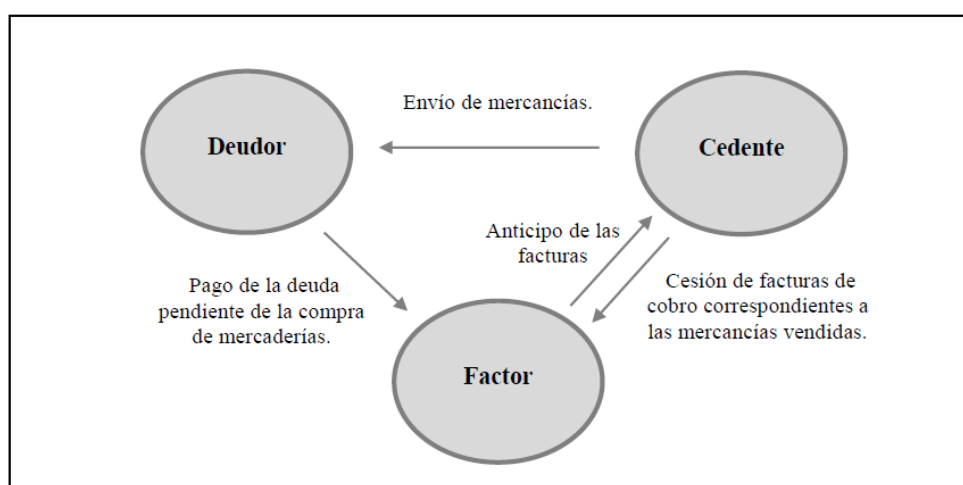 Envío de mercancías.
Deudor
Cedente
Anticipo de las
facturas
Pago de la deuda
pendiente de la compra
de mercaderías.
Cesión de facturas de
cobro correspondientes a
las mercancías vendidas.
Factor